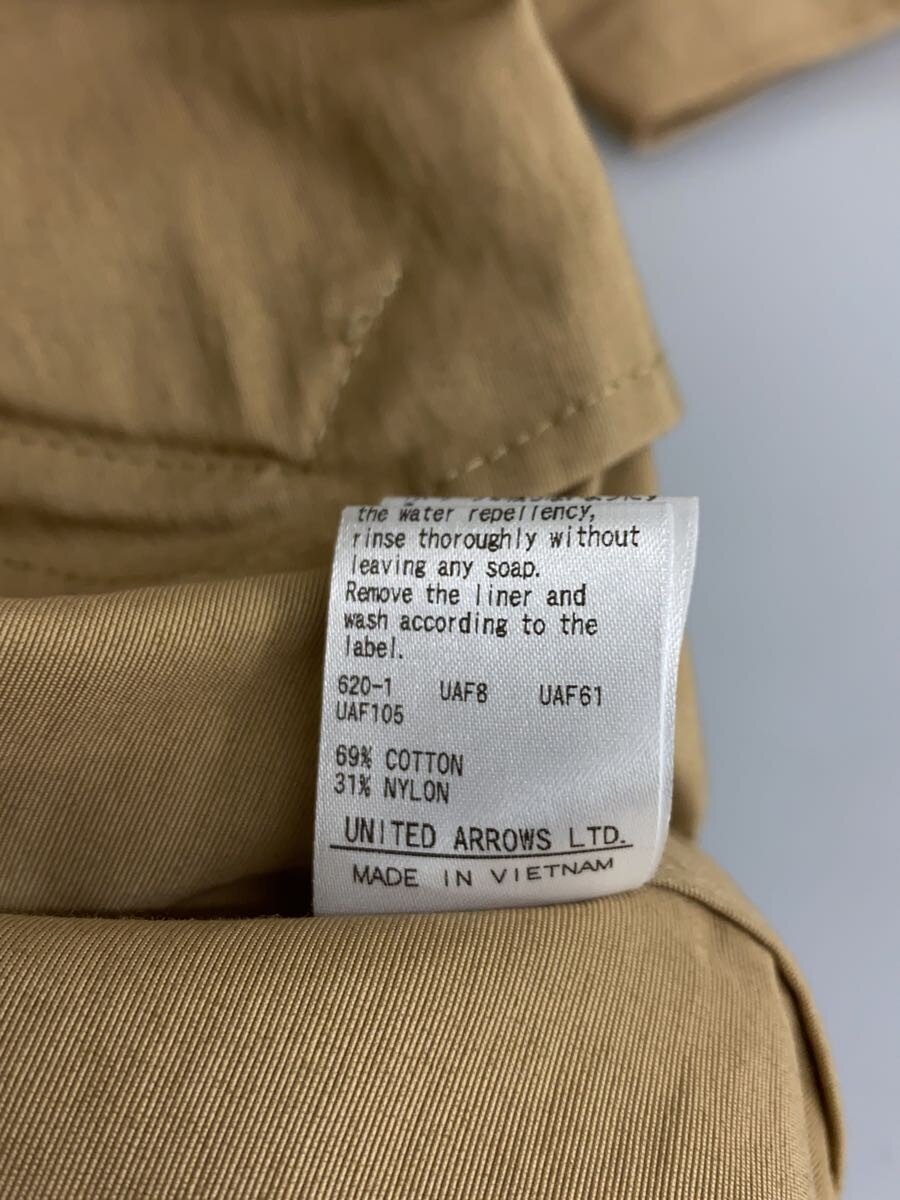 the water repellency,
rinse thoroughly without
leaving any soap.
Remove the liner and
wash according to the
label.
620-1 UAF8 UAF61
UAF105
69% COTTON
31% NYLON
UNITED ARROWS LTD.
MADE IN VIETNAM